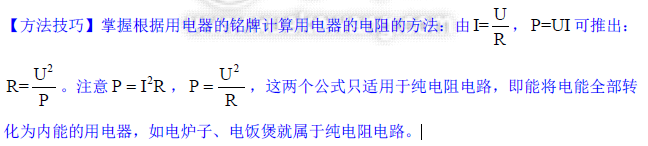 【方法技巧】掌握根据用电器的铭牌计算用电器的电阻的方法：由I=U/R，P=UI可推出：
R=U²/P。注意P=I²R，P=U²/R，这两个公式只适用于纯电阻电路，即能将电能全部转
化为内能的用电器，如电炉子、电饭煲就属于纯电阻电路。